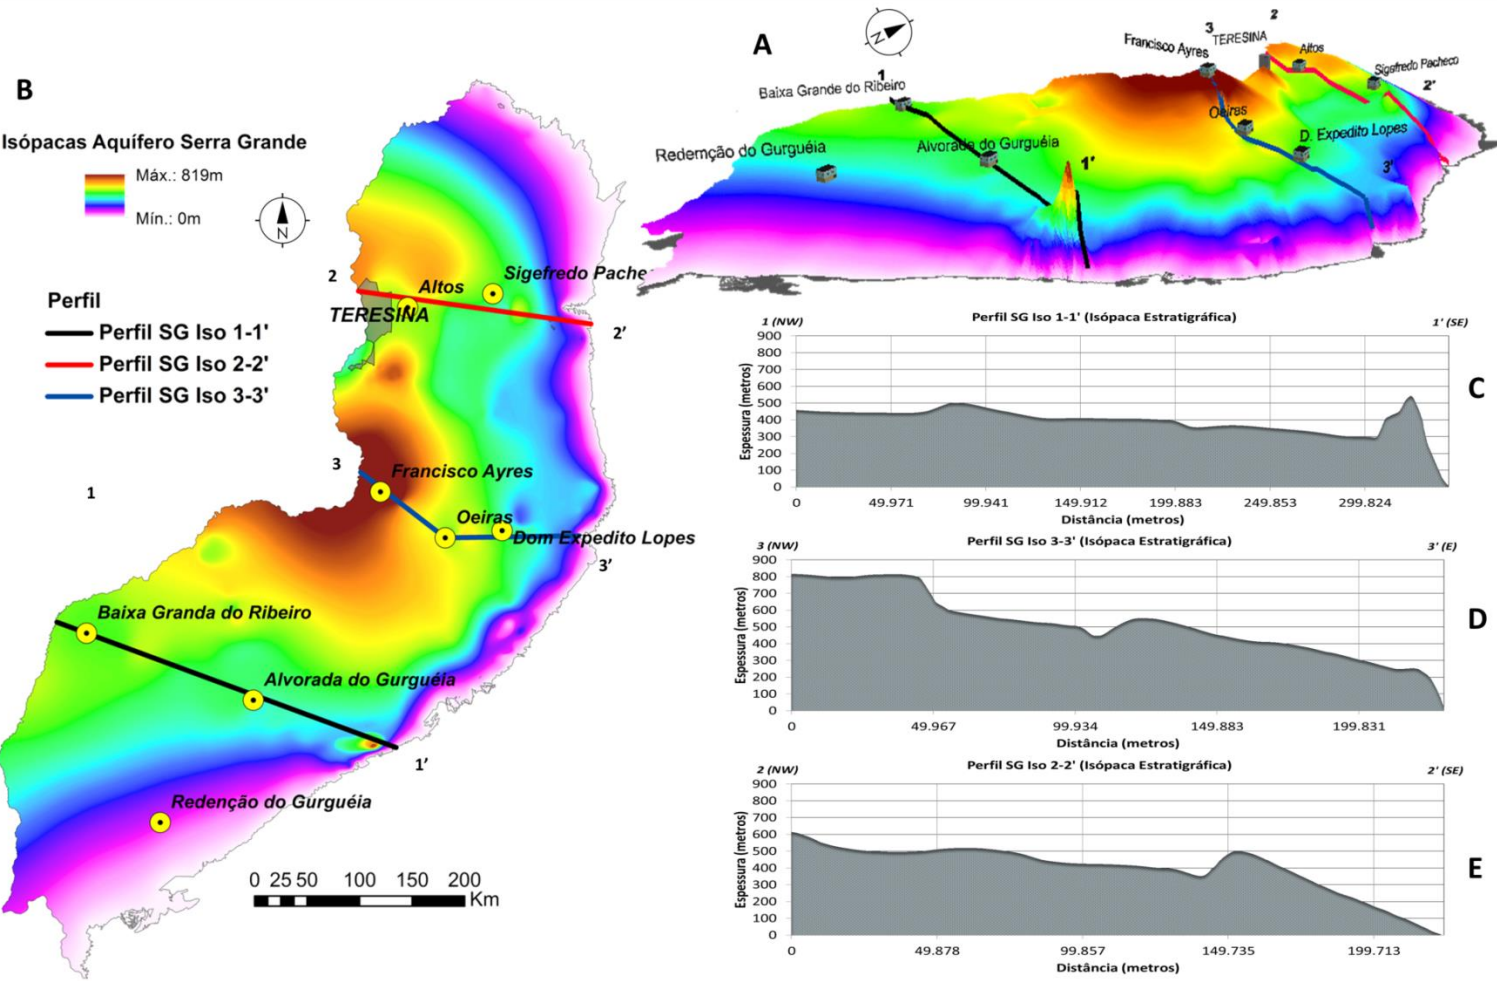 B
Isópacas Aquífero Serra Grande
Máx.: 819m
Mín.: 0m
N
Perfil
Perfil SG Iso 1-1'
Perfil SG Iso 2-2'
Perfil SG Iso 3-3'
2
Altos
Sigefredo Pache
TERESINA
2'
3
Francisco Ayres
1
Oeiras
Dom Expedito Lopes
3'
Baixa Granda do Ribeiro
Alvorada do Gurguéia
1'
Redenção do Gurguéia
0 25 50 100 150 200
Km
A
N
3
2
Francisco Ayres
TERESINA
Altos
Sigefredo Pacheco
2'
1
Baixa Grande do Ribeiro
Oeiras
D. Expedito Lopes
Redemção do Gurguéia
Alvorada do Gurguéia
1'
3'
1 (NW)
Perfil SG Iso 1-1' (Isópaca Estratigráfica)
1' (SE)
Espessura (metros)
900
800
700
600
500
400
300
200
100
0
0 49.971 99.941 149.912 199.883 249.853 299.824
Distância (metros)
C
3 (NW)
Perfil SG Iso 3-3' (Isópaca Estratigráfica)
3' (E)
Espessura (metros)
900
800
700
600
500
400
300
200
100
0
0 49.967 99.934 149.883 199.831
Distância (metros)
D
2 (NW)
Perfil SG Iso 2-2' (Isópaca Estratigráfica)
2' (SE)
Espessura (metros)
900
800
700
600
500
400
300
200
100
0
0 49.878 99.857 149.735 199.713
Distância (metros)
E